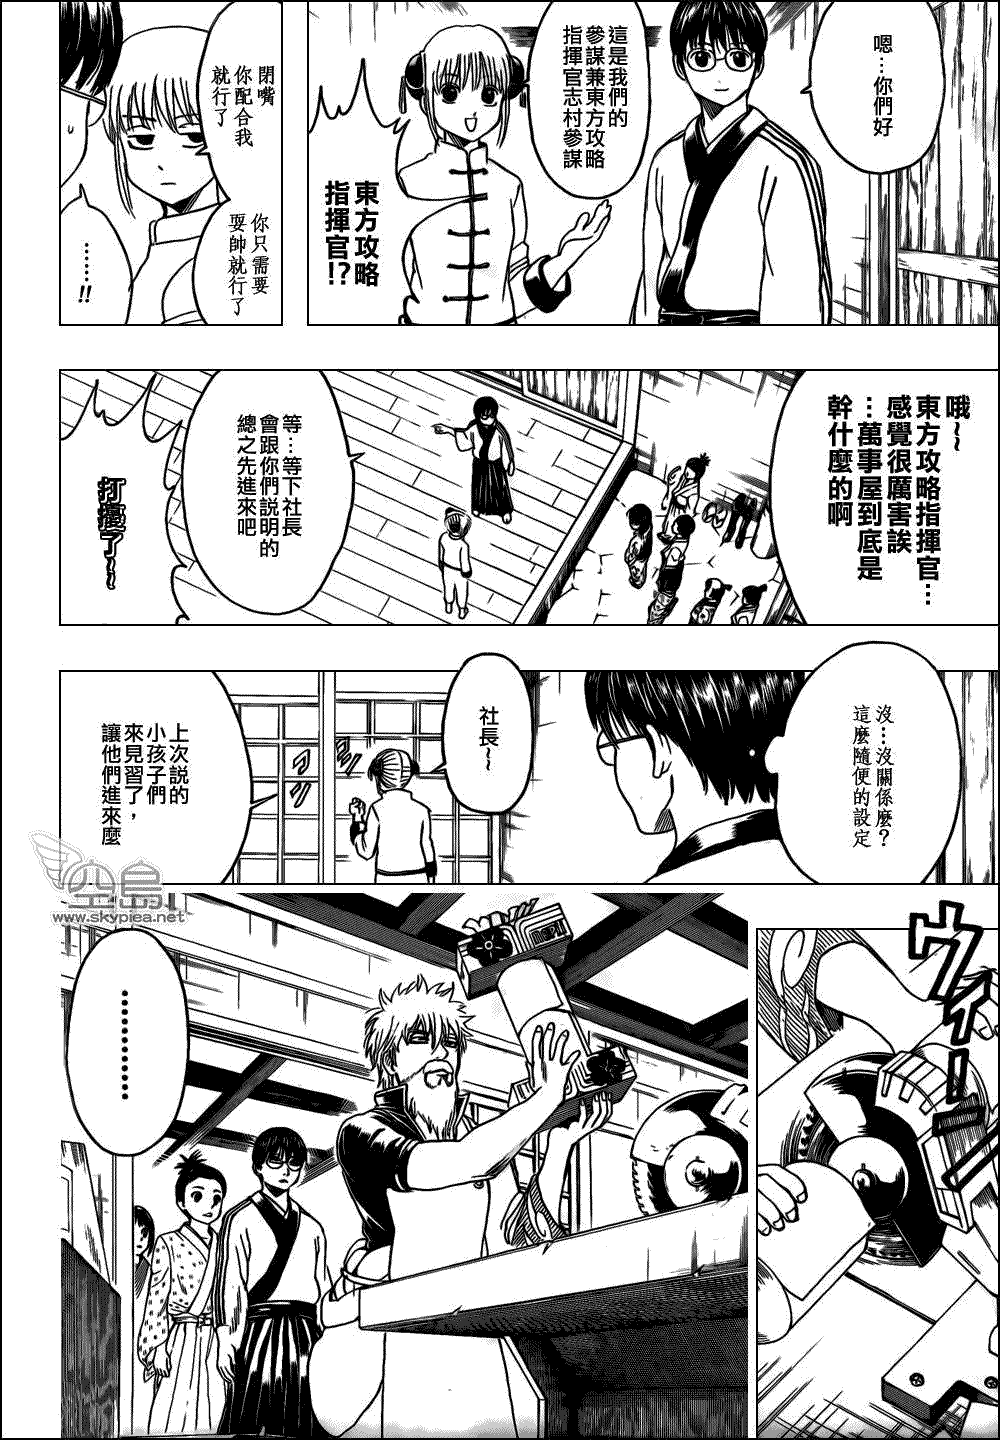 嗯…你們好
這是我們的
參謀兼東方攻略
指揮官志村參謀
東方攻略
指揮官!?
閉嘴
你配合我
就行了
你只需要
耍帥就行了
……!!
哦~
東方攻略指揮官…
感覺很厲害誒
…萬事屋到底是
幹什麼的啊
等…等下社長
會跟你們説明的
總之先進來吧
打擾了~
沒…沒關係麼?
這麼隨便的設定
社長~
上次説的
小孩子們
來見習了,
讓他們進來麼
空島
www.skypiea.net
ウィーー
…………